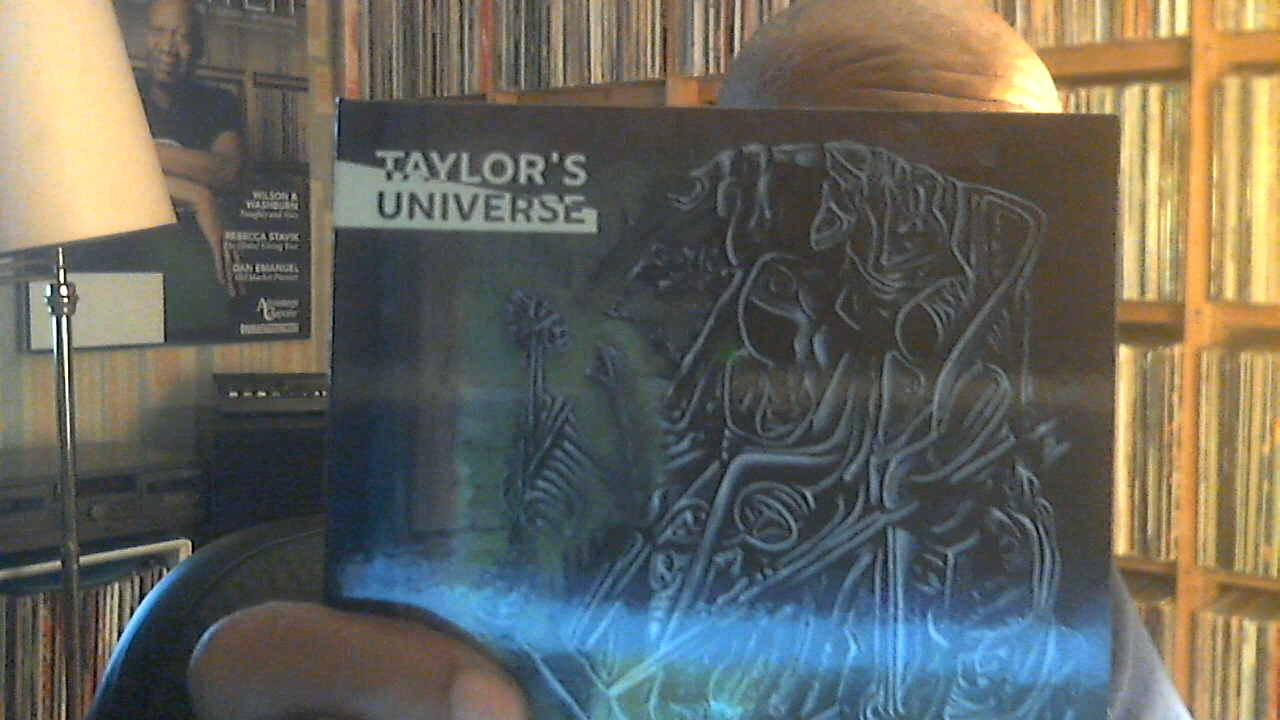 TAYLOR'S
UNIVERSE
WILSON &
WASHBURN
REBECCA STAVIK
DAN EMANUEL